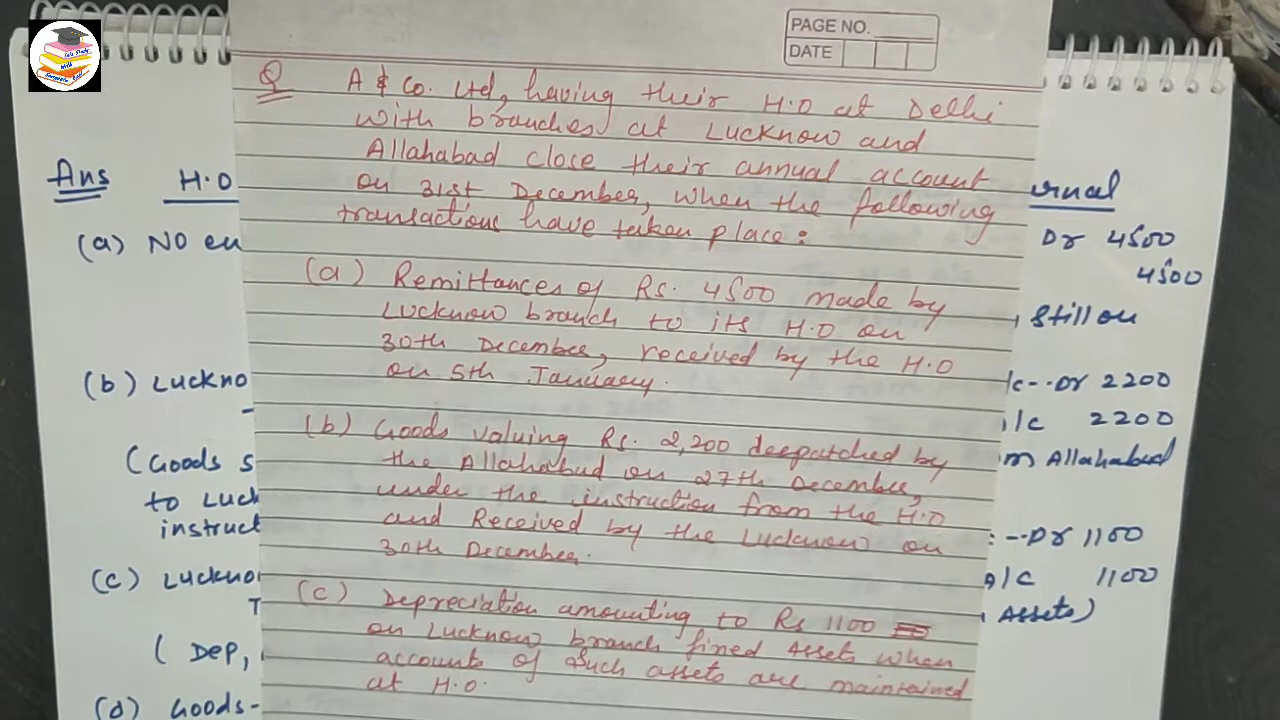 PAGE NO.
DATE
Lets Study
With
Q A & Co. Ltd, having their H.O at Delhi
with branches at Lucknow and
Allahabad close their annual account
on 31st December, when the following
transactions have taken place:
(a) Remittances of Rs. 4500 made by
Lucknow branch to its H.O on
30th December, received by the H.O
on 5th January.
(b) Goods valuing Rs. 2,200 deepatched by
the Allahabad on 27th December,
under the instruction from the H.O
and Received by the Lucknow on
30th December.
(c) Depreciation amounting to Rs 1100
on Lucknow branch fixed Assets when
accounts of such assets are maintained
at H.O.
Ans H.O
(a) NO en
(b) Luckno
(Goods s
to Luck
instruct
(c) Luckno
T
( Dep,
(d) Goods-
urnal
Dr 4500
4500
, Still on
/c--Dr 2200
/c 2200
m Allahabad
: --Dr 1100
A/c 1100
, Assets)